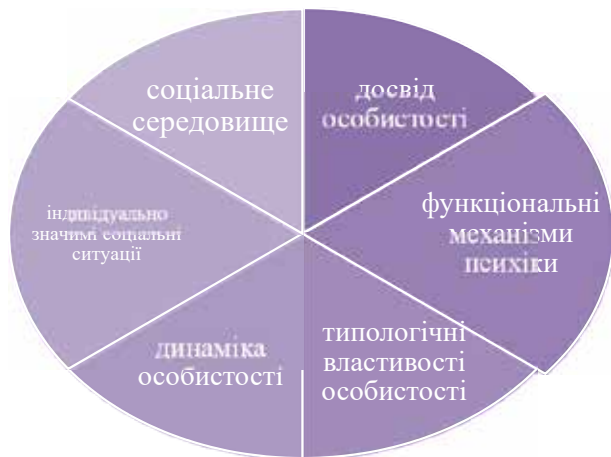 соціальне
середовище
досвід
особистості
функціональні
механізми
психіки
типологічні
властивості
особистості
динаміка
особистості
індивідуально
значимі соціальні
ситуації